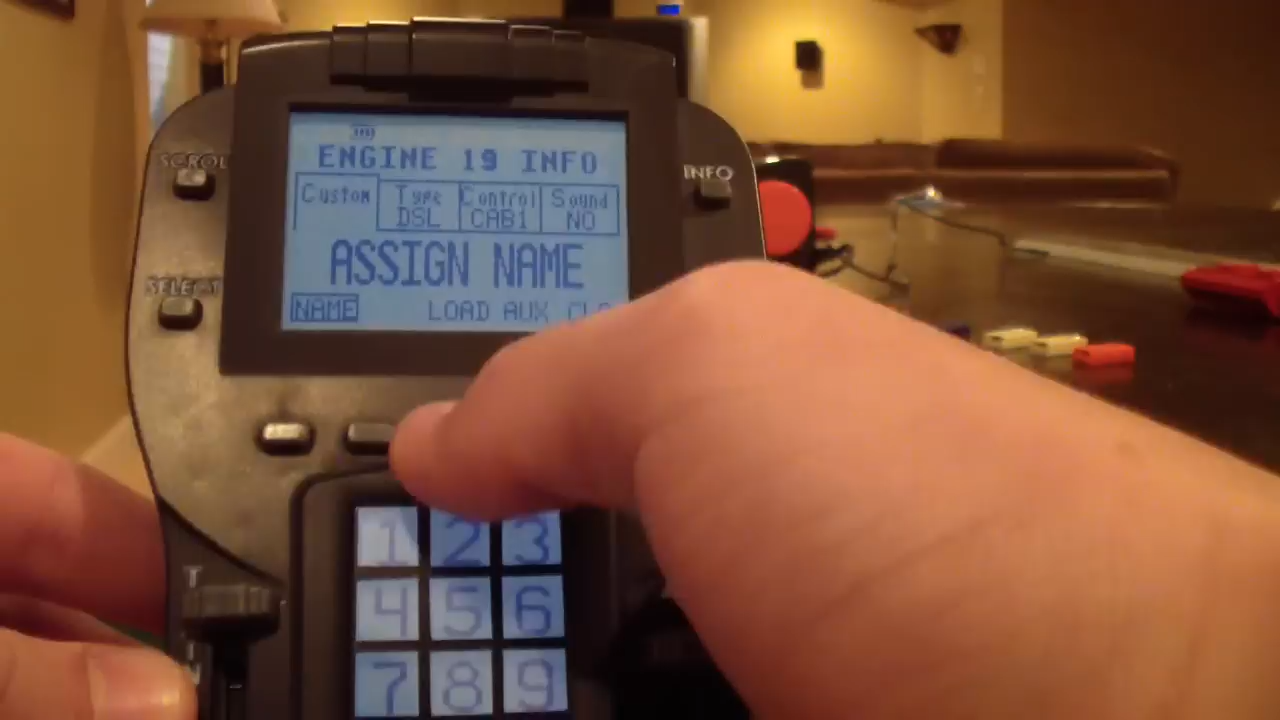 SCROLL
INFO
ENGINE 19 INFO
Custom Type Control Sound
DSL CAB1 NO
SELECT
ASSIGN NAME
NAME LOAD AUX
1 2 3
T
4 5 6
7 8 9